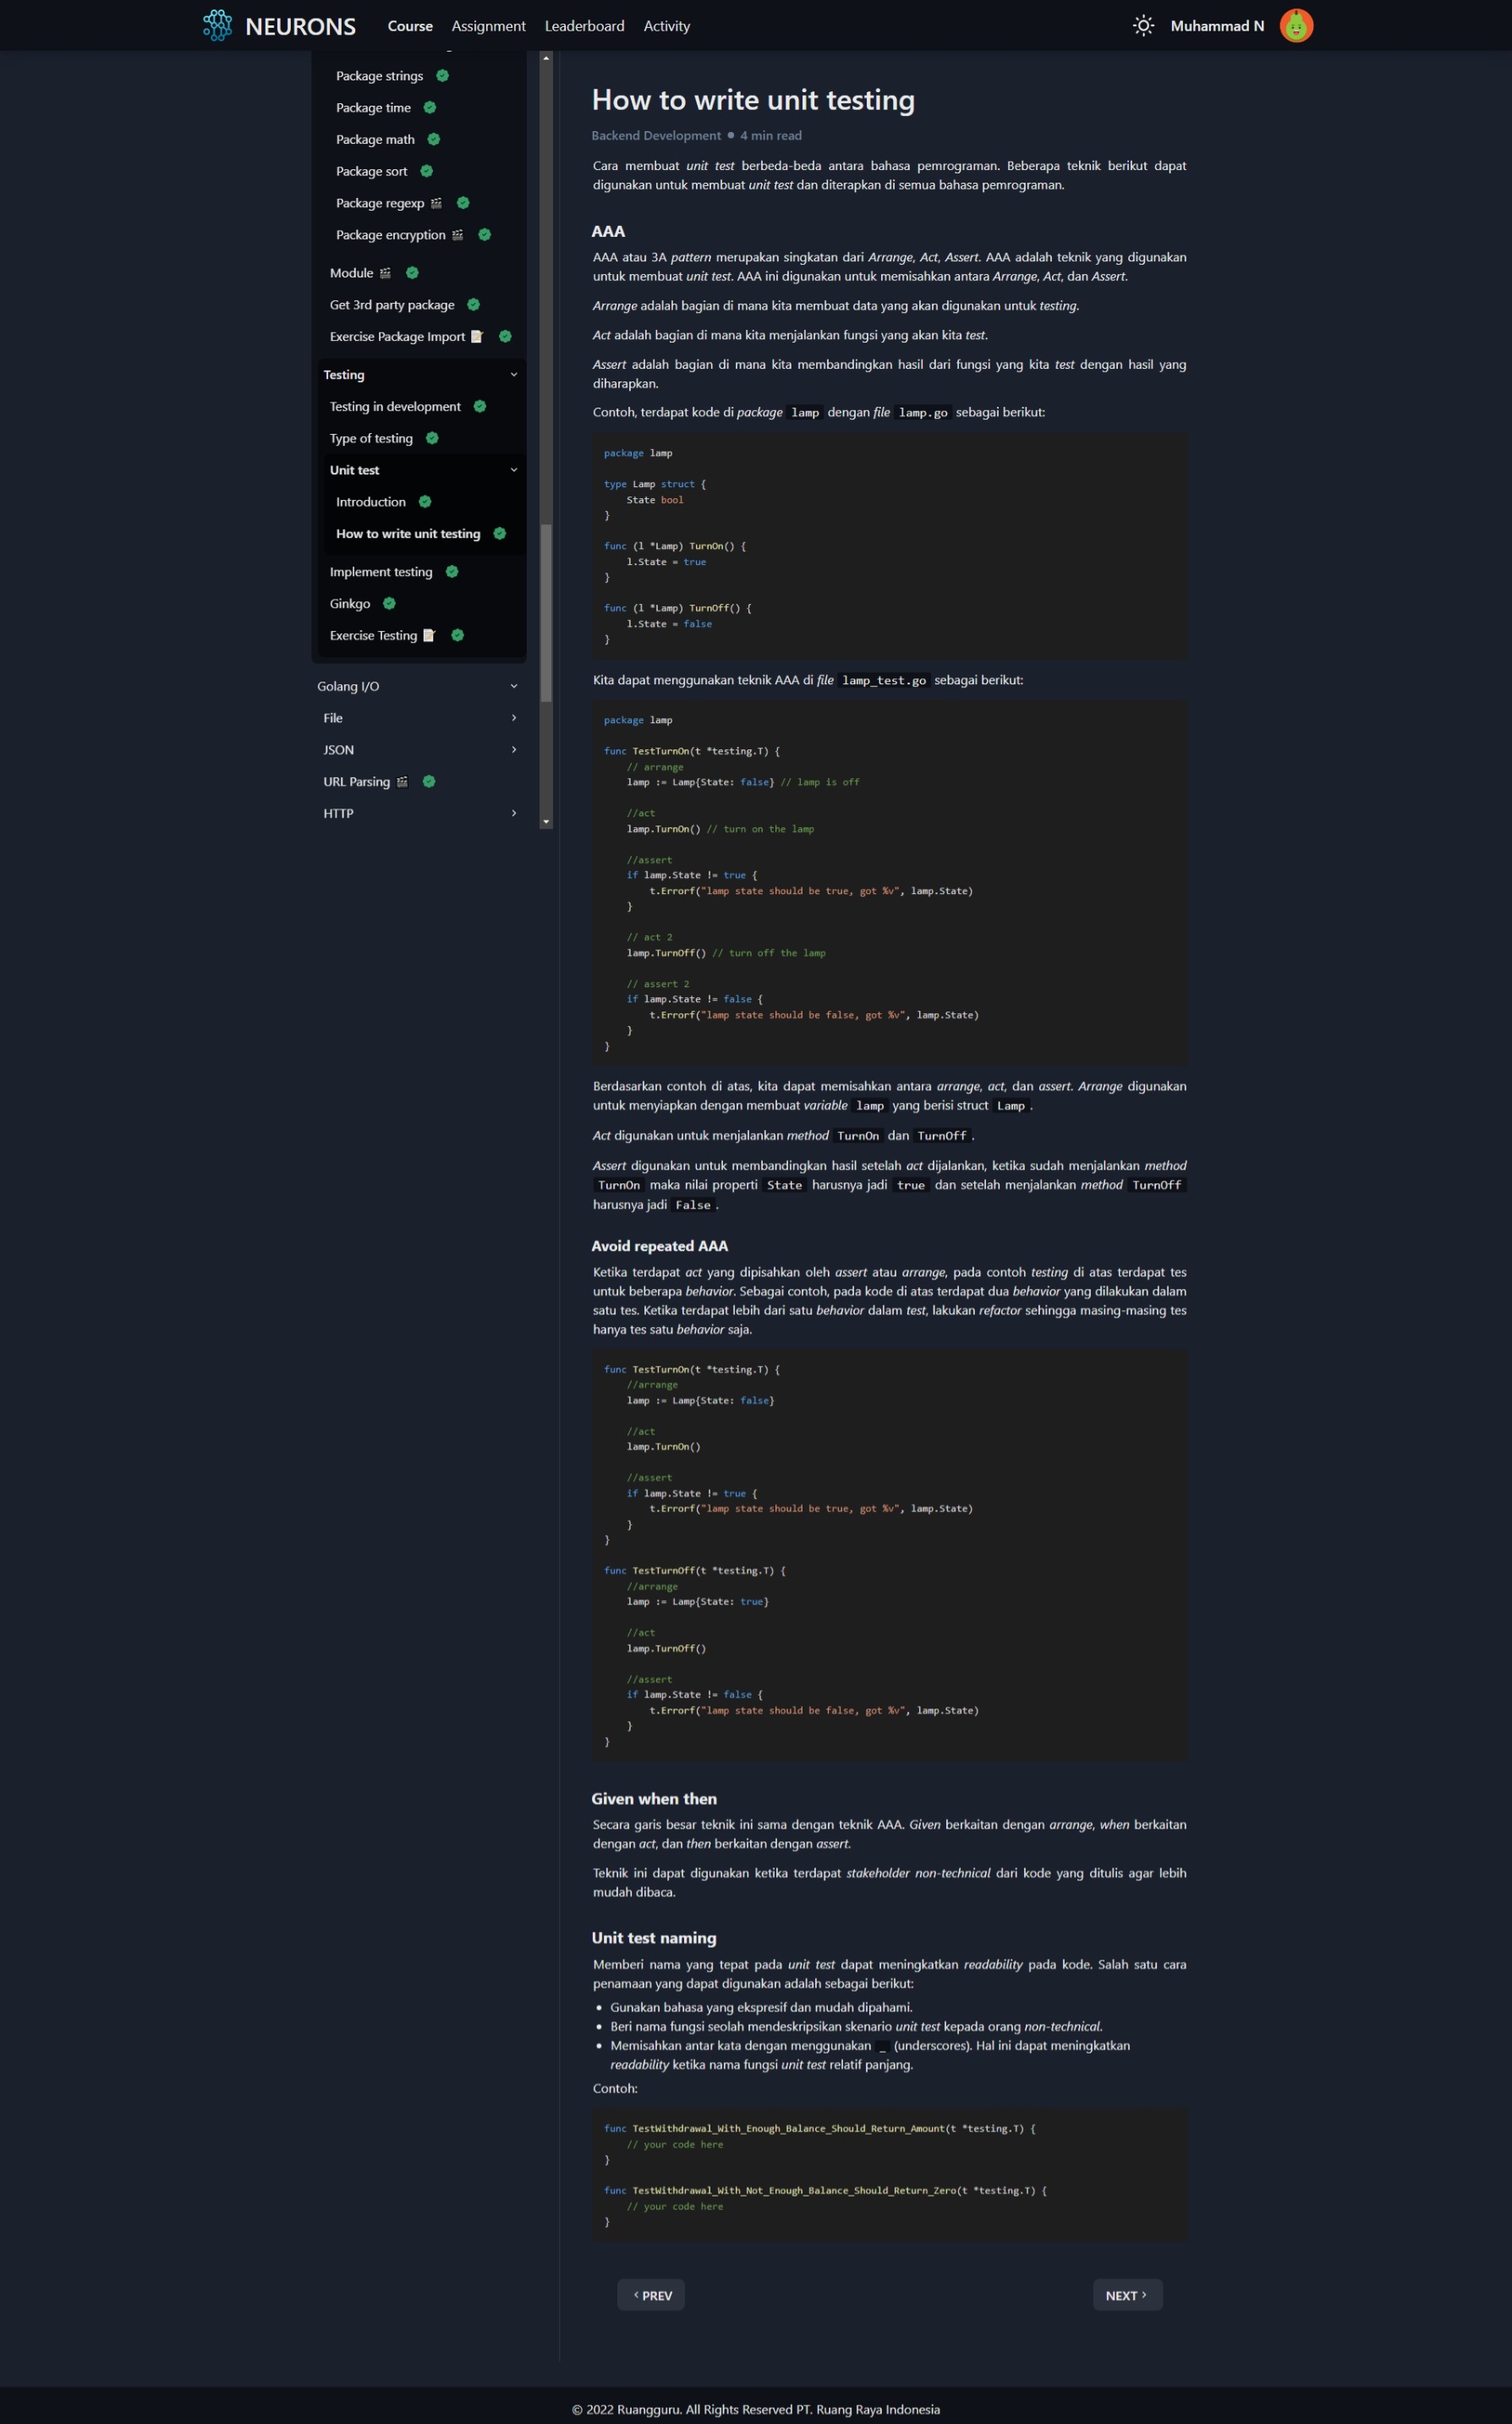 NEURONS
Course
Assignment
Leaderboard
Activity
Muhammad N
Package strings
Package time
Package math
Package sort
Package regexp
Package encryption
Module
Get 3rd party package
Exercise Package Import
Testing
Testing in development
Type of testing
Unit test
Introduction
How to write unit testing
Implement testing
Ginkgo
Exercise Testing
Golang I/O
File
JSON
URL Parsing
HTTP
How to write unit testing
Backend Development • 4 min read
Cara membuat unit test berbeda-beda antara bahasa pemrograman. Beberapa teknik berikut dapat
digunakan untuk membuat unit test dan diterapkan di semua bahasa pemrograman.
AAA
AAA atau 3A pattern merupakan singkatan dari Arrange, Act, Assert. AAA adalah teknik yang digunakan
untuk membuat unit test. AAA ini digunakan untuk memisahkan antara Arrange, Act, dan Assert.
Arrange adalah bagian di mana kita membuat data yang akan digunakan untuk testing.
Act adalah bagian di mana kita menjalankan fungsi yang akan kita test.
Assert adalah bagian di mana kita membandingkan hasil dari fungsi yang kita test dengan hasil yang
diharapkan.
Contoh, terdapat kode di package lamp dengan file lamp.go sebagai berikut:
package lamp
type Lamp struct {
    State bool
}
func (l *Lamp) TurnOn() {
    l.State = true
}
func (l *Lamp) TurnOff() {
    l.State = false
}
Kita dapat menggunakan teknik AAA di file lamp_test.go sebagai berikut:
package lamp
func TestTurnOn(t *testing.T) {
    // arrange
    lamp := Lamp{State: false} // lamp is off
    //act
    lamp.TurnOn() // turn on the lamp
    //assert
    if lamp.State != true {
        t.Errorf("lamp state should be true, got %v", lamp.State)
    }
    // act 2
    lamp.TurnOff() // turn off the lamp
    // assert 2
    if lamp.State != false {
        t.Errorf("lamp state should be false, got %v", lamp.State)
    }
}
Berdasarkan contoh di atas, kita dapat memisahkan antara arrange, act, dan assert. Arrange digunakan
untuk menyiapkan dengan membuat variable lamp yang berisi struct Lamp.
Act digunakan untuk menjalankan method TurnOn dan TurnOff.
Assert digunakan untuk membandingkan hasil setelah act dijalankan, ketika sudah menjalankan method
TurnOn maka nilai properti State harusnya jadi true dan setelah menjalankan method TurnOff
harusnya jadi False.
Avoid repeated AAA
Ketika terdapat act yang dipisahkan oleh assert atau arrange, pada contoh testing di atas terdapat tes
untuk beberapa behavior. Sebagai contoh, pada kode di atas terdapat dua behavior yang dilakukan dalam
satu tes. Ketika terdapat lebih dari satu behavior dalam test, lakukan refactor sehingga masing-masing tes
hanya tes satu behavior saja.
func TestTurnOn(t *testing.T) {
    //arrange
    lamp := Lamp{State: false}
    //act
    lamp.TurnOn()
    //assert
    if lamp.State != true {
        t.Errorf("lamp state should be true, got %v", lamp.State)
    }
}
func TestTurnOff(t *testing.T) {
    //arrange
    lamp := Lamp{State: true}
    //act
    lamp.TurnOff()
    //assert
    if lamp.State != false {
        t.Errorf("lamp state should be false, got %v", lamp.State)
    }
}
Given when then
Secara garis besar teknik ini sama dengan teknik AAA. Given berkaitan dengan arrange, when berkaitan
dengan act, dan then berkaitan dengan assert.
Teknik ini dapat digunakan ketika terdapat stakeholder non-technical dari kode yang ditulis agar lebih
mudah dibaca.
Unit test naming
Memberi nama yang tepat pada unit test dapat meningkatkan readability pada kode. Salah satu cara
penamaan yang dapat digunakan adalah sebagai berikut:
• Gunakan bahasa yang ekspresif dan mudah dipahami.
• Beri nama fungsi seolah mendeskripsikan skenario unit test kepada orang non-technical.
• Memisahkan antar kata dengan menggunakan _ (underscores). Hal ini dapat meningkatkan
readability ketika nama fungsi unit test relatif panjang.
Contoh:
func TestWithdrawal_With_Enough_Balance_Should_Return_Amount(t *testing.T) {
    // your code here
}
func TestWithdrawal_With_Not_Enough_Balance_Should_Return_Zero(t *testing.T) {
    // your code here
}
‹ PREV
NEXT ›
© 2022 Ruangguru. All Rights Reserved PT. Ruang Raya Indonesia